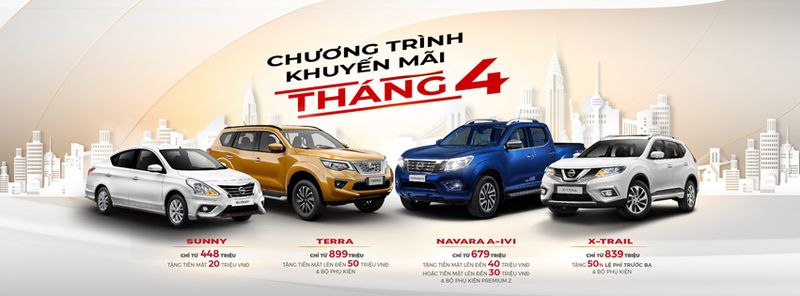 CHƯƠNG TRÌNH
KHUYẾN MÃI
THÁNG 4
SUNNY
TERRA
X-TRAIL
SUNNY
CHỈ TỪ 448 TRIỆU
TẶNG TIỀN MẶT 20 TRIỆU VNĐ
TERRA
CHỈ TỪ 899 TRIỆU
TẶNG TIỀN MẶT LÊN ĐẾN 50 TRIỆU VNĐ
& BỘ PHỤ KIỆN
NAVARA A-IVI
CHỈ TỪ 679 TRIỆU
TẶNG TIỀN MẶT LÊN ĐẾN 40 TRIỆU VNĐ
HOẶC TIỀN MẶT LÊN ĐẾN 30 TRIỆU VNĐ
& BỘ PHỤ KIỆN PREMIUM Z
X-TRAIL
CHỈ TỪ 839 TRIỆU
TẶNG 50% LỆ PHÍ TRƯỚC BẠ
& BỘ PHỤ KIỆN